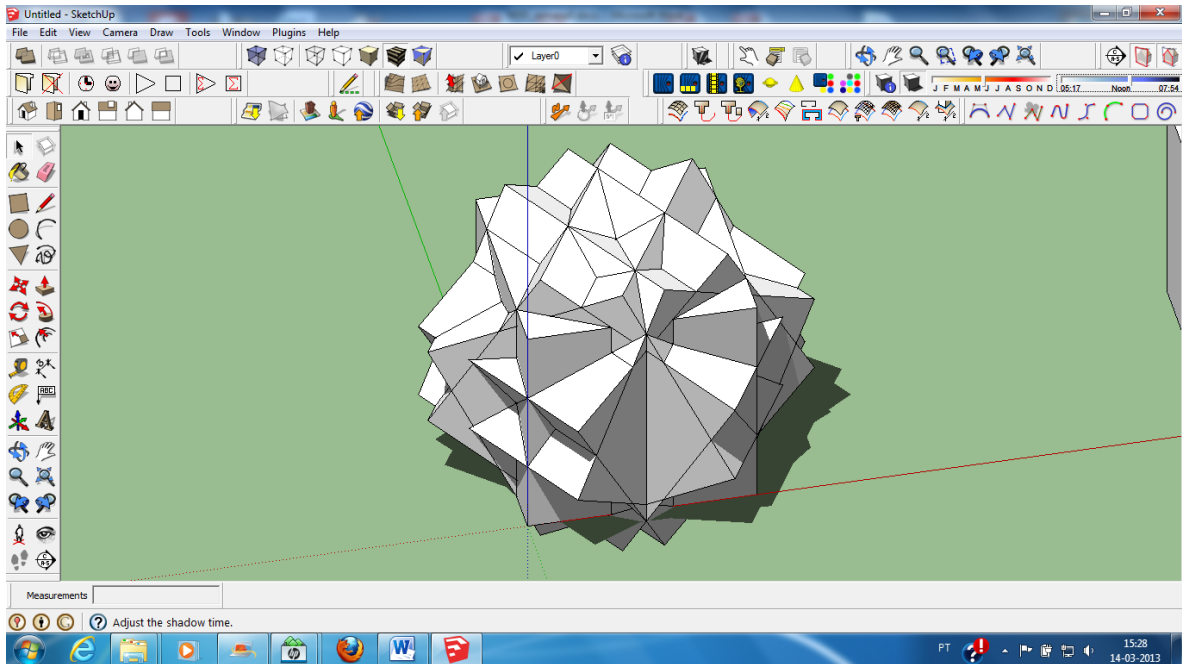 Untitled - SketchUp
File Edit View Camera Draw Tools Window Plugins Help
Layer0
J F M A M J J A S O N D 05:17 Noon 07:54
ABC
Measurements
Adjust the shadow time.
PT 15:28
14-03-2013